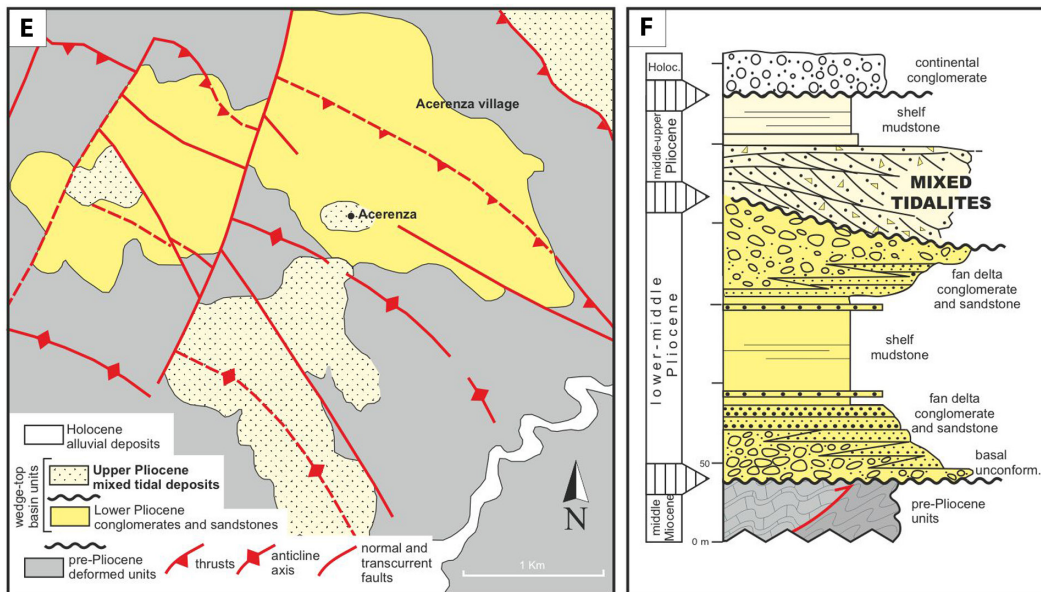 E
Acerenza village
Acerenza
Holocene
alluvial deposits
wedge-top
basin units
Upper Pliocene
mixed tidal deposits
Lower Pliocene
conglomerates and sandstones
pre-Pliocene
deformed units
thrusts
anticline
axis
normal and
transcurrent
faults
N
1 Km
F
Holoc.
middle-upper
Pliocene
lower-middle
Pliocene
middle
Miocene
50
0 m
continental
conglomerate
shelf
mudstone
MIXED
TIDALITES
fan delta
conglomerate
and sandstone
shelf
mudstone
fan delta
conglomerate
and sandstone
basal
unconform.
pre-Pliocene
units